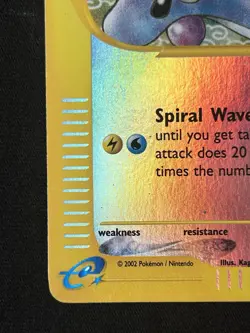 Spiral Wave
until you get ta
attack does 20
times the numb
weakness resistance
© 2002 Pokémon / Nintendo Illus. Kag
e